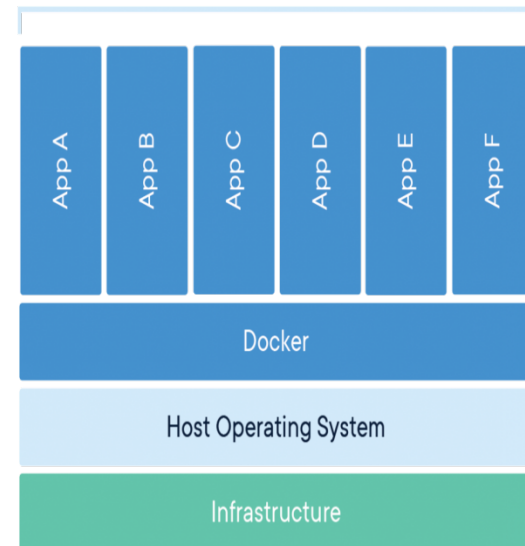 App A
App B
App C
App D
App E
App F
Docker
Host Operating System
Infrastructure